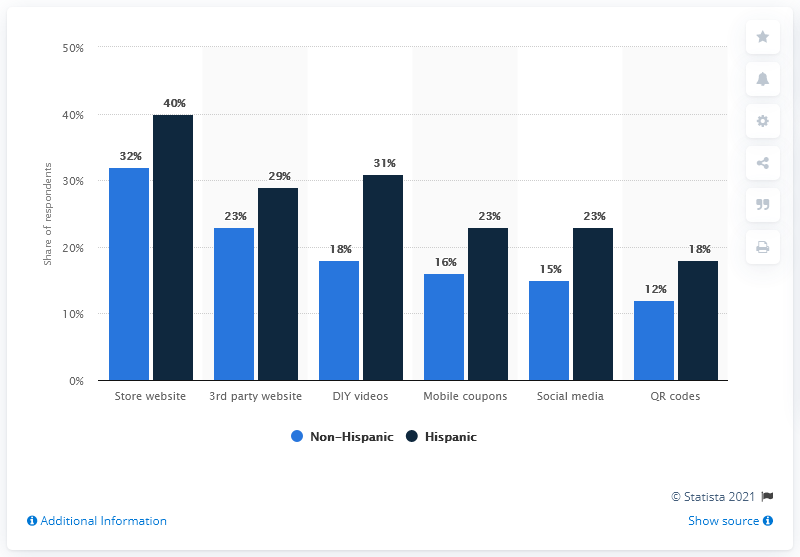 50%
40%
30%
20%
10%
0%
Share of respondents
32%
40%
23%
29%
18%
31%
16%
23%
15%
23%
12%
18%
Store website
3rd party website
DIY videos
Mobile coupons
Social media
QR codes
Non-Hispanic
Hispanic
© Statista 2021
Additional Information
Show source